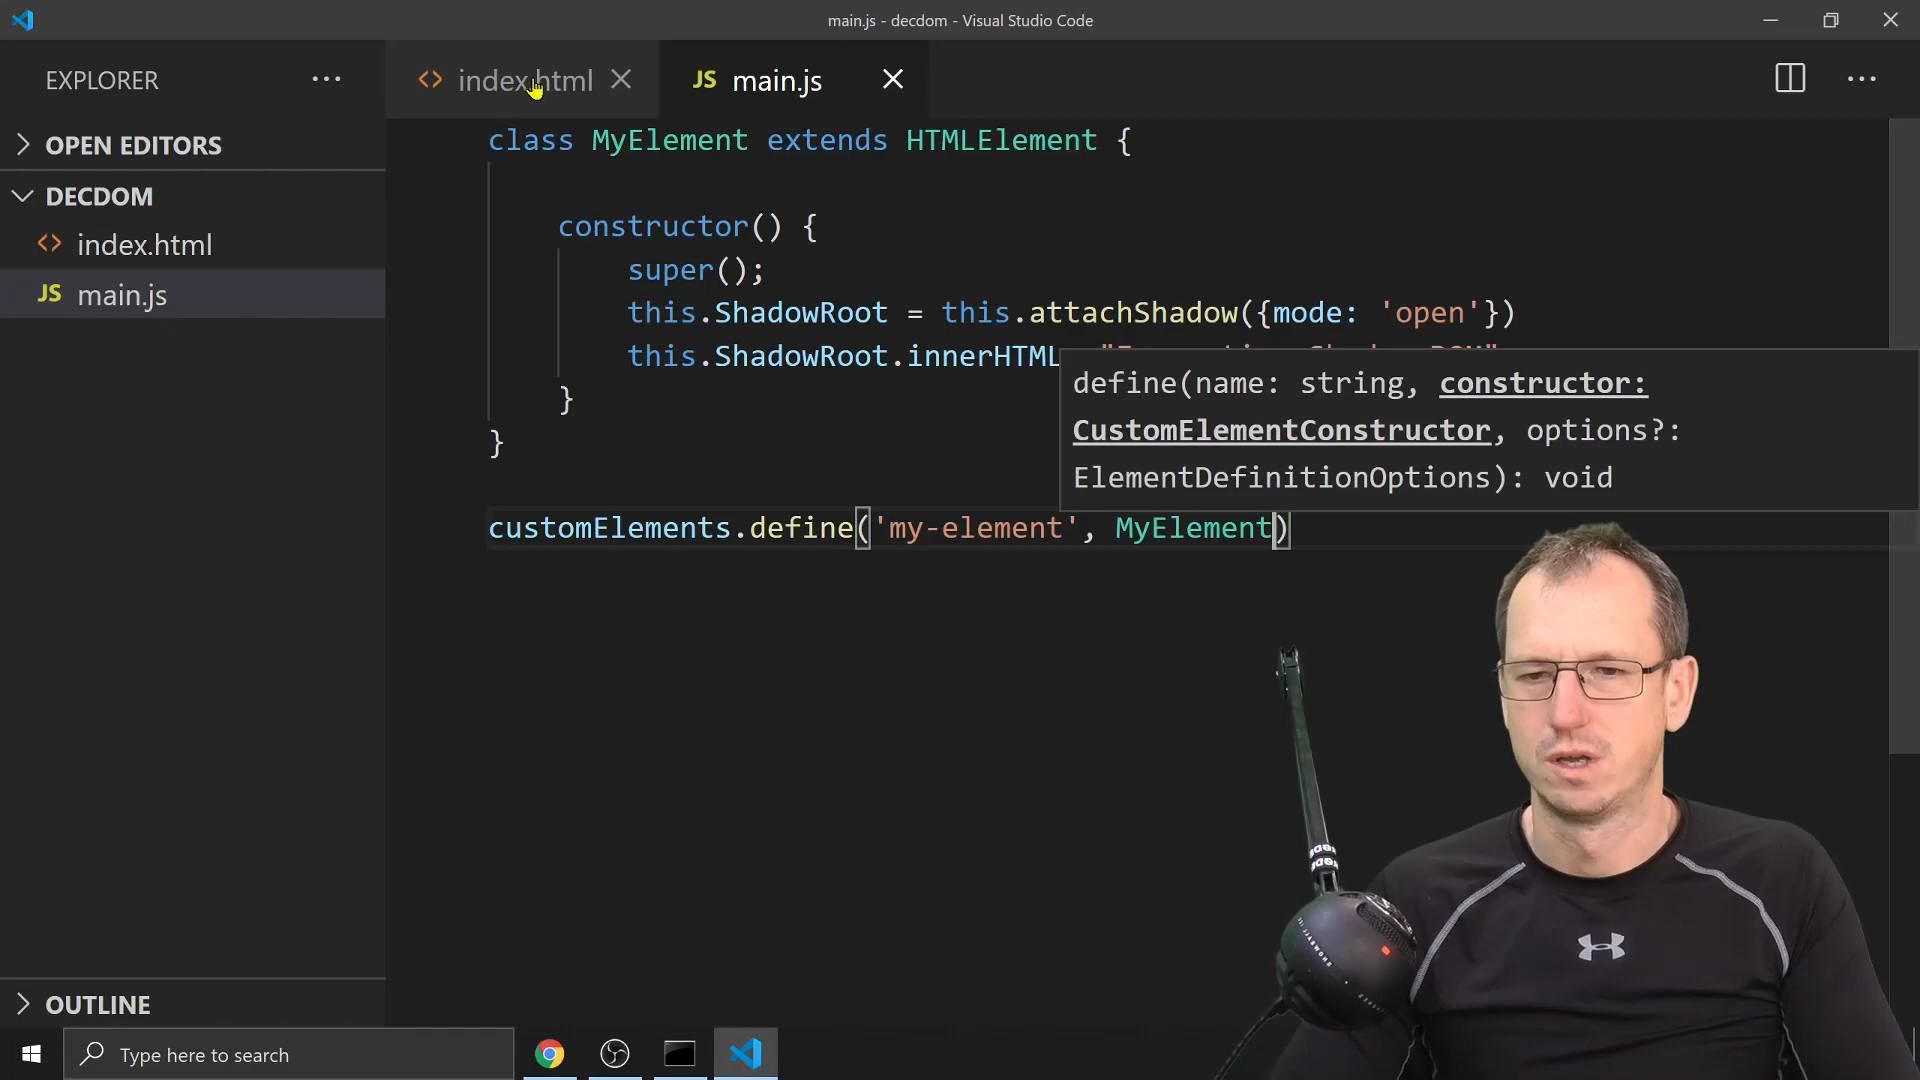 main.js - decdom - Visual Studio Code
EXPLORER
index.html
JS main.js
OPEN EDITORS
DECDOM
index.html
JS main.js
class MyElement extends HTMLElement {
constructor() {
super();
this.ShadowRoot = this.attachShadow({mode: 'open'})
this.ShadowRoot.innerHTML
}
}
define(name: string, constructor:
CustomElementConstructor, options?:
ElementDefinitionOptions): void
customElements.define('my-element', MyElement)
OUTLINE
Type here to search